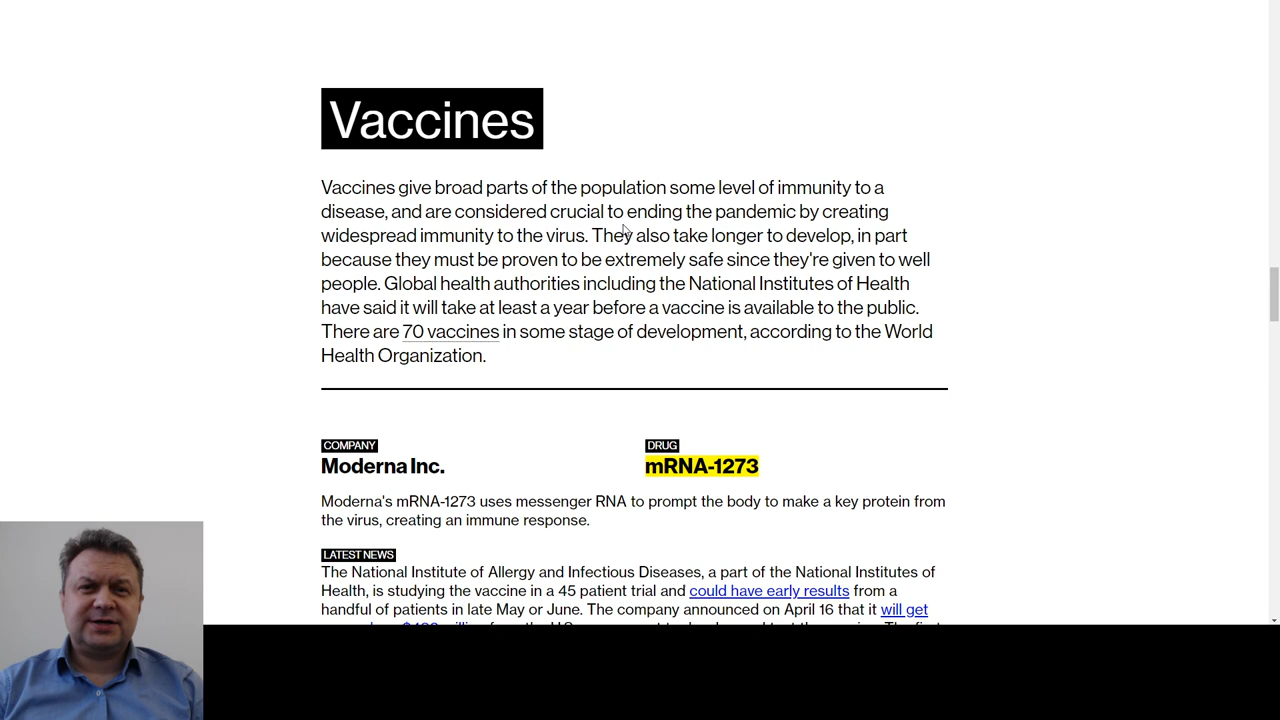 Vaccines
Vaccines give broad parts of the population some level of immunity to a
disease, and are considered crucial to ending the pandemic by creating
widespread immunity to the virus. They also take longer to develop, in part
because they must be proven to be extremely safe since they're given to well
people. Global health authorities including the National Institutes of Health
have said it will take at least a year before a vaccine is available to the public.
There are 70 vaccines in some stage of development, according to the World
Health Organization.
COMPANY
Moderna Inc.
DRUG
mRNA-1273
Moderna's mRNA-1273 uses messenger RNA to prompt the body to make a key protein from
the virus, creating an immune response.
LATEST NEWS
The National Institute of Allergy and Infectious Diseases, a part of the National Institutes of
Health, is studying the vaccine in a 45 patient trial and could have early results from a
handful of patients in late May or June. The company announced on April 16 that it will get